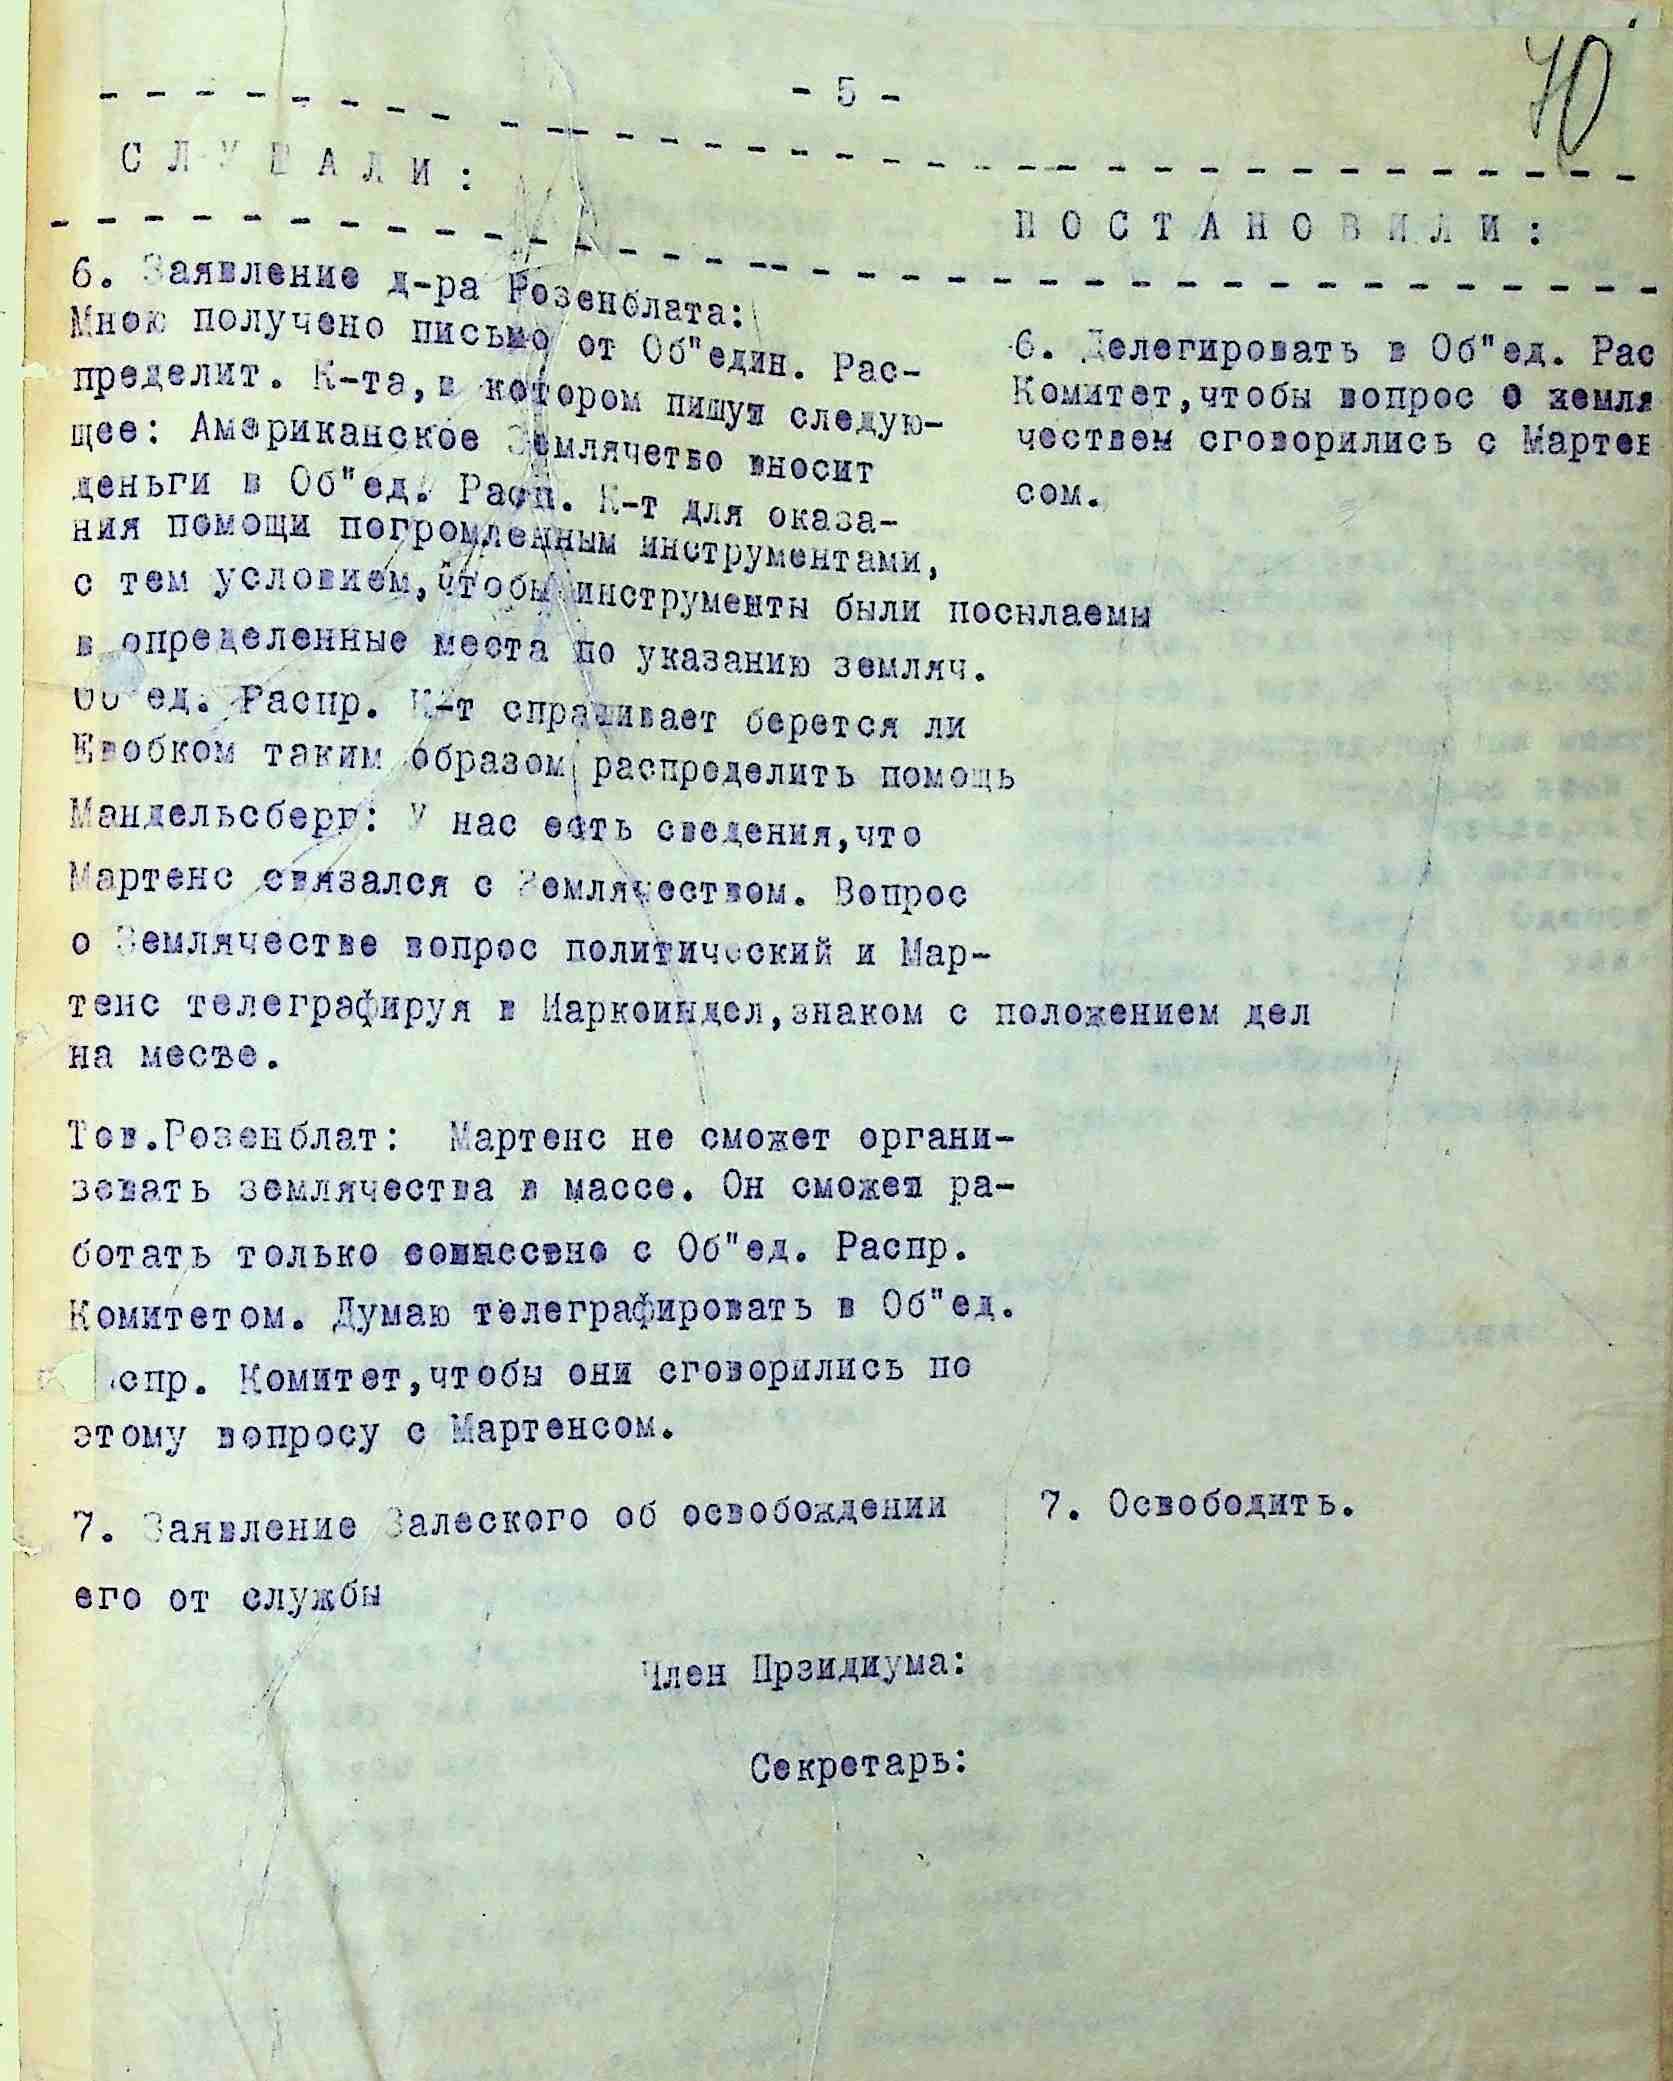 - 5 -
70
СЛУШАЛИ:
ПОСТАНОВИЛИ:
6. Заявление д-ра Розенблата:
Мною получено письмо от Об"един. Рас-
пределит. К-та,в котором пишут следую-
щее: Американское Землячетво вносит
деньги в Об"ед. Расп. К-т для оказа-
ния помощи погромленным инструментами,
с тем условием,чтобы инструменты были посылаемы
в определенные места по указанию земляч.
Об"ед. Распр. К-т спрашивает берется ли
Евобком таким образом распределить помощь
Мандельсберг: У нас есть сведения,что
Мартенс связался с Землячеством. Вопрос
о Землячестве вопрос политический и Мар-
тенс телеграфируя в Наркоиндел,знаком с положением дел
на месте.
Тов.Розенблат: Мартенс не сможет органи-
зовать землячества в массе. Он сможет ра-
ботать только с Об"ед. Распр.
Комитетом. Думаю телеграфировать в Об"ед.
спр. Комитет,чтобы они сговорились по
этому вопросу с Мартенсом.
6. Делегировать в Об"ед. Рас
Комитет,чтобы вопрос о земля
чеством сговорились с Мартен
сом.
7. Заявление Залеского об освобождении
его от службы
7. Освободить.
Член Прзидиума:
Секретарь: